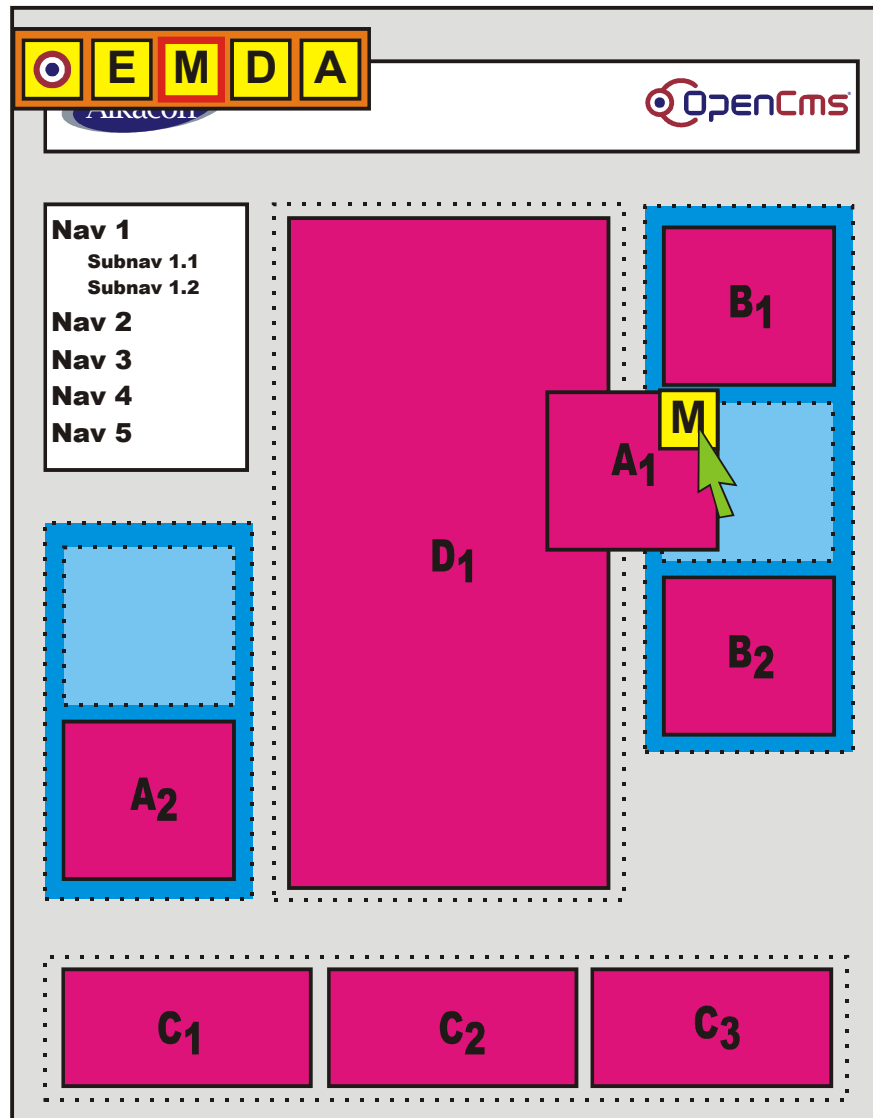 E M D A
Alkacon
OpenCms
Nav 1
Subnav 1.1
Subnav 1.2
Nav 2
Nav 3
Nav 4
Nav 5
B1
M
A1
D1
B2
A2
C1 C2 C3